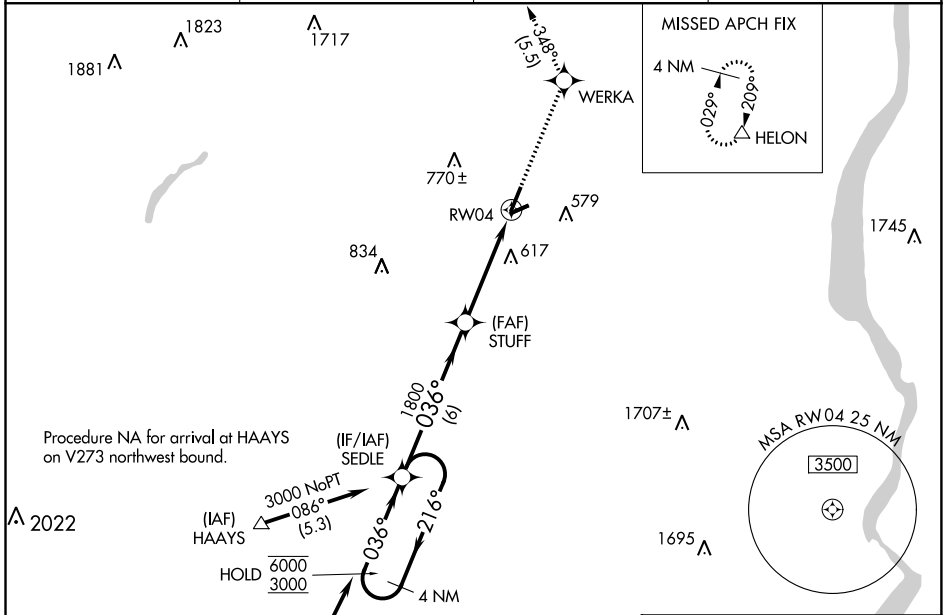 1823
1717
1881
348°
(5.5)
WERKA
MISSED APCH FIX
4 NM
029°
209°
HELON
770±
RW04
579
1745
834
617
(FAF)
STUFF
1800
036°
(6)
1707±
MSA RW04 25 NM
3500
Procedure NA for arrival at HAAYS
on V273 northwest bound.
(IF/IAF)
SEDLE
3000 NoPT
086°
(5.3)
(IAF)
HAAYS
2022
036°
216°
1695
HOLD
6000
3000
4 NM